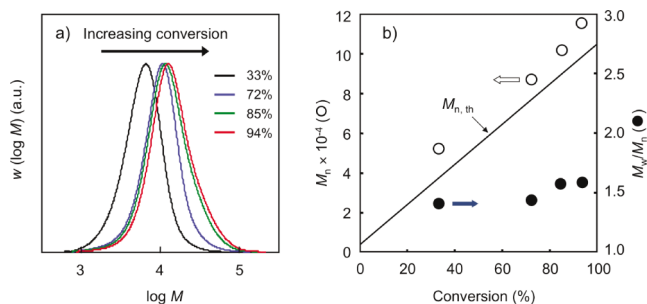 a)
Increasing conversion
33%
72%
85%
94%
w (log M) (a.u.)
3
4
5
log M
b)
12
10
8
6
4
2
0
Mn × 10-4 (O)
Mn, th
3.0
2.5
2.0
1.5
1.0
Mw/Mn (●)
0
20
40
60
80
100
Conversion (%)